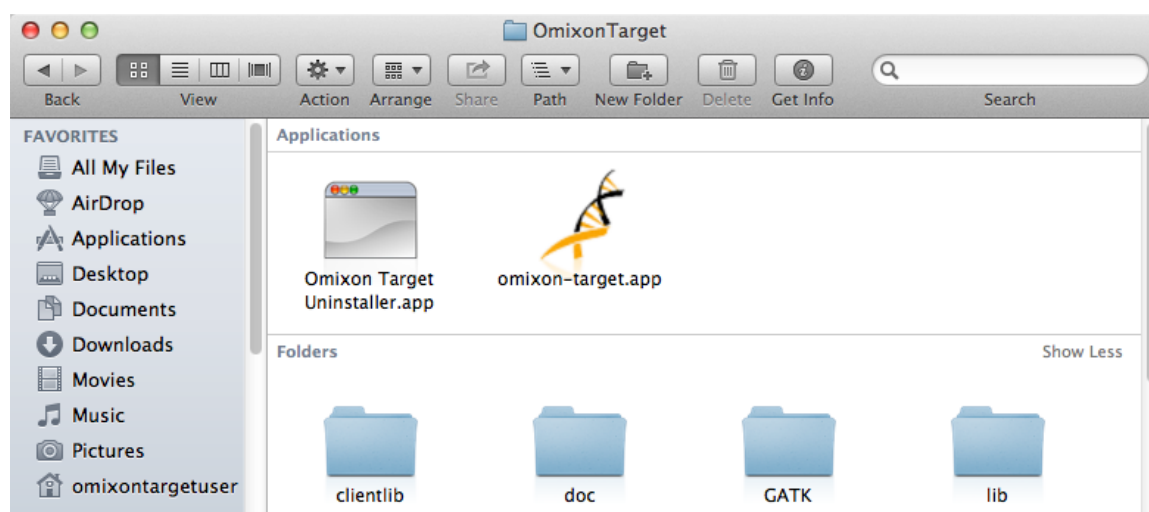 OmixonTarget
Back View Action Arrange Share Path New Folder Delete Get Info Search
FAVORITES
All My Files
AirDrop
Applications
Desktop
Documents
Downloads
Movies
Music
Pictures
omixontargetuser
Applications
Omixon Target
Uninstaller.app
omixon-target.app
Folders Show Less
clientlib doc GATK lib